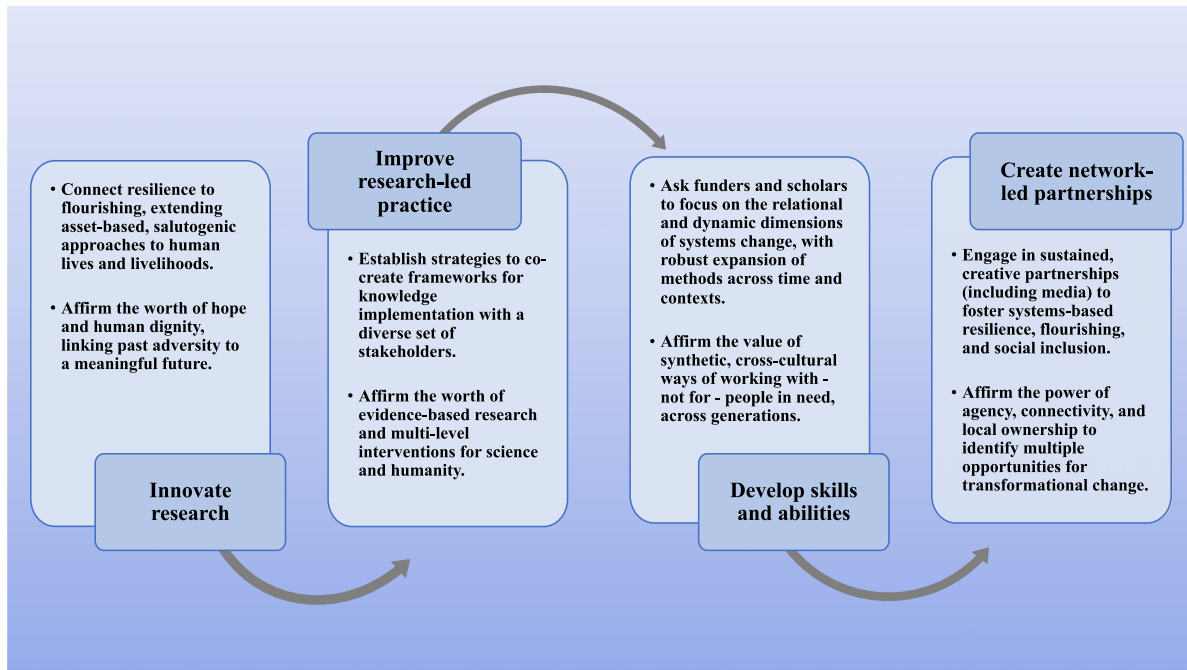 • Connect resilience to
flourishing, extending
asset-based, salutogenic
approaches to human
lives and livelihoods.
• Affirm the worth of hope
and human dignity,
linking past adversity to
a meaningful future.
Innovate
research
Improve
research-led
practice
• Establish strategies to co-
create frameworks for
knowledge
implementation with a
diverse set of
stakeholders.
• Affirm the worth of
evidence-based research
and multi-level
interventions for science
and humanity.
• Ask funders and scholars
to focus on the relational
and dynamic dimensions
of systems change, with
robust expansion of
methods across time and
contexts.
• Affirm the value of
synthetic, cross-cultural
ways of working with -
not for - people in need,
across generations.
Develop skills
and abilities
Create network-
led partnerships
• Engage in sustained,
creative partnerships
(including media) to
foster systems-based
resilience, flourishing,
and social inclusion.
• Affirm the power of
agency, connectivity, and
local ownership to
identify multiple
opportunities for
transformational change.